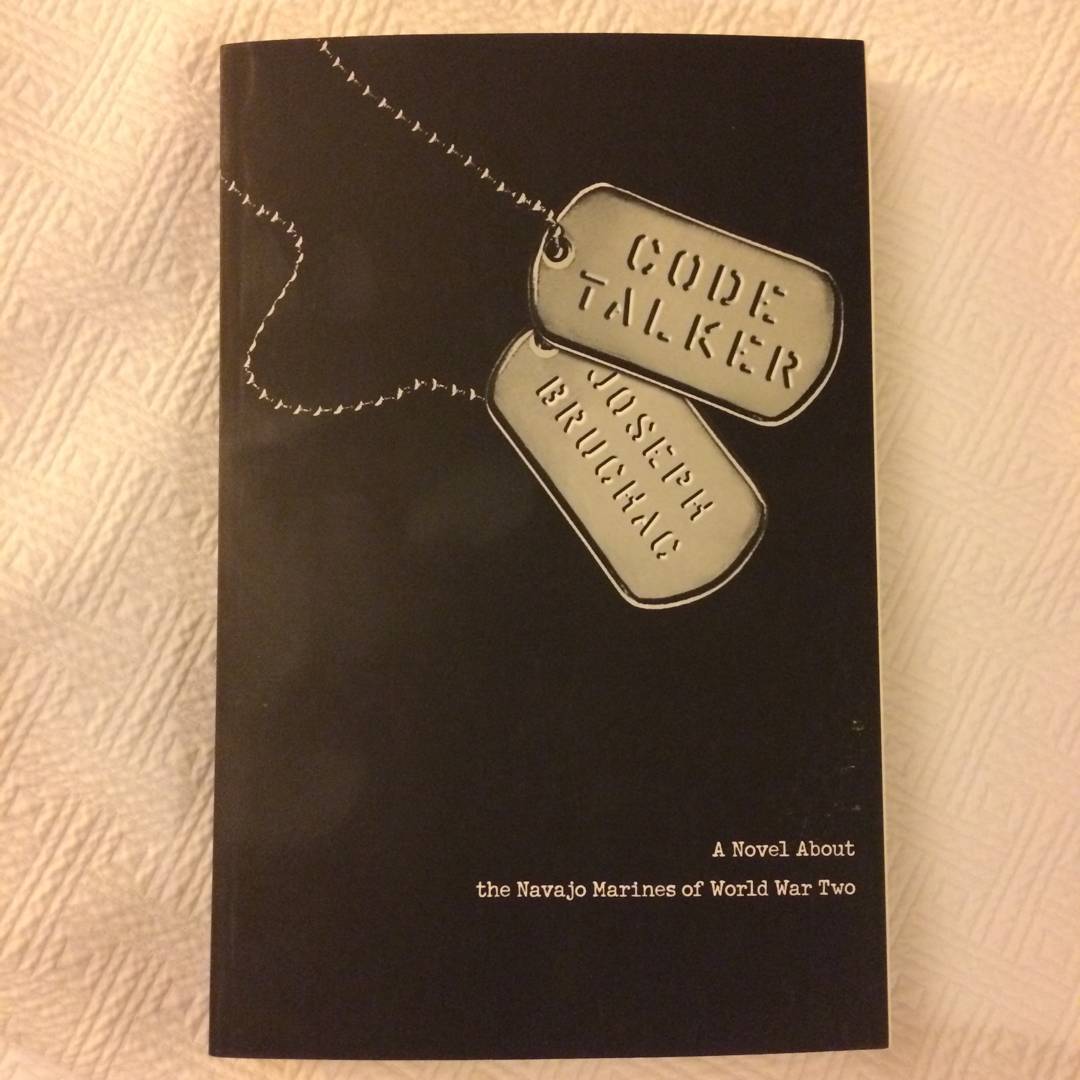 CODE
TALKER
JOSEPH
BRUCHAC
A Novel About
the Navajo Marines of World War Two